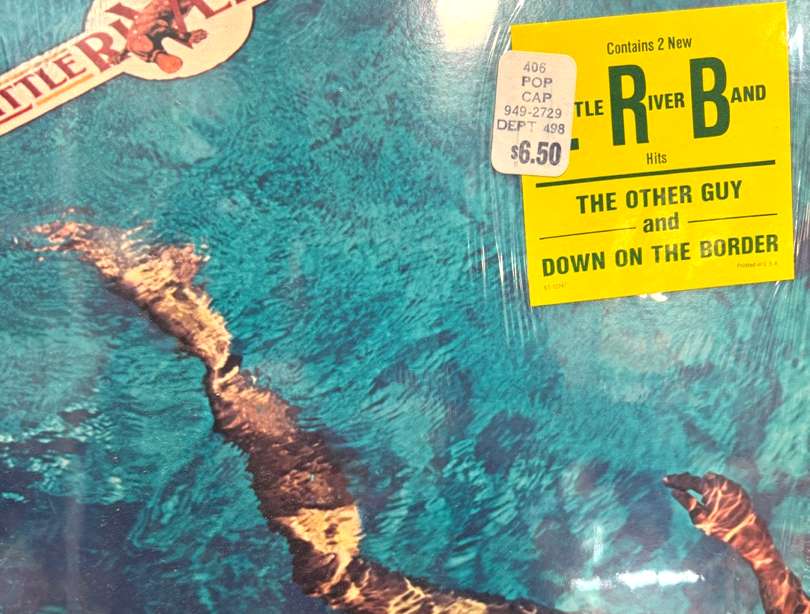 ITTLE RIVER
Contains 2 New
TLE RIVER BAND
Hits
THE OTHER GUY
and
DOWN ON THE BORDER
406
POP
CAP
949-2729
DEPT 498
$6.50